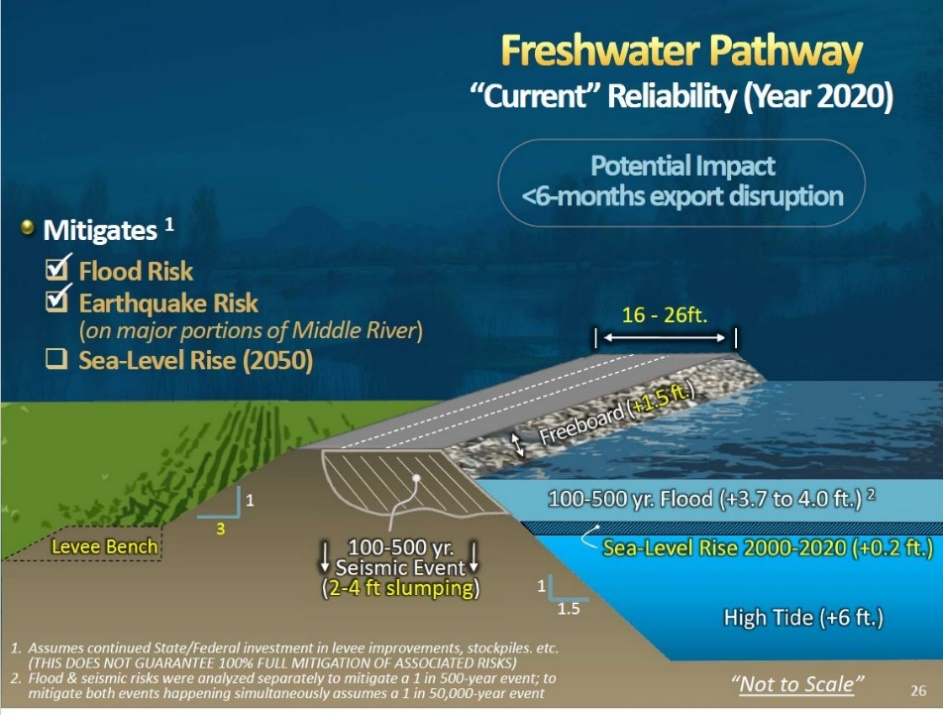 Freshwater Pathway
“Current” Reliability (Year 2020)
Potential Impact
<6-months export disruption
Mitigates 1
Flood Risk
Earthquake Risk
(on major portions of Middle River)
Sea-Level Rise (2050)
16 - 26ft.
Freeboard (+1.5 ft.)
100-500 yr. Flood (+3.7 to 4.0 ft.) 2
Sea-Level Rise 2000-2020 (+0.2 ft.)
High Tide (+6 ft.)
1
3
Levee Bench
100-500 yr.
Seismic Event
(2-4 ft slumping)
1
1.5
1. Assumes continued State/Federal investment in levee improvements, stockpiles. etc.
(THIS DOES NOT GUARANTEE 100% FULL MITIGATION OF ASSOCIATED RISKS)
2. Flood & seismic risks were analyzed separately to mitigate a 1 in 500-year event; to
mitigate both events happening simultaneously assumes a 1 in 50,000-year event
“Not to Scale”
26